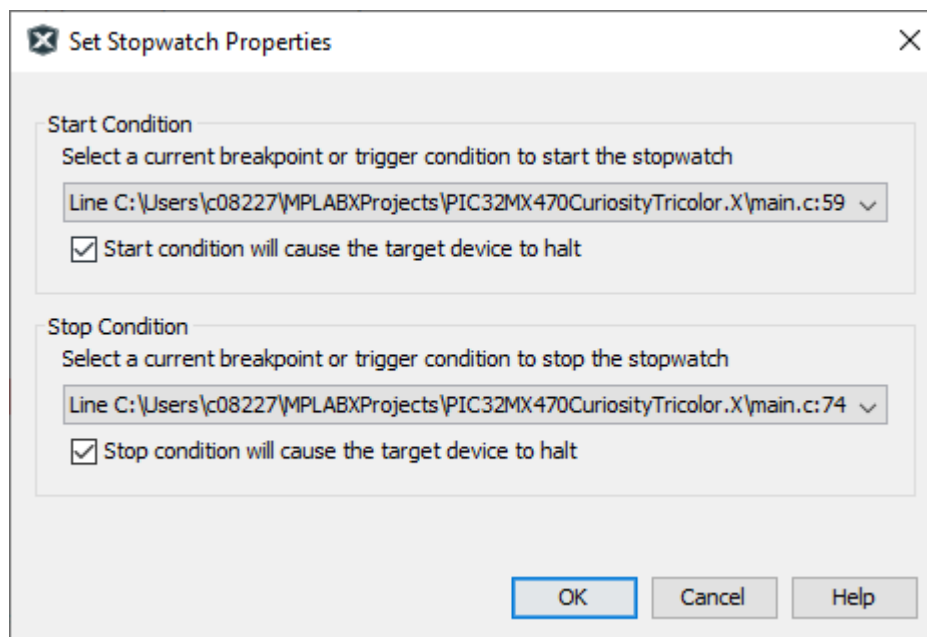 Set Stopwatch Properties
Start Condition
Select a current breakpoint or trigger condition to start the stopwatch
Line C:\Users\c08227\MPLABXProjects\PIC32MX470CuriosityTricolor.X\main.c:59
Start condition will cause the target device to halt
Stop Condition
Select a current breakpoint or trigger condition to stop the stopwatch
Line C:\Users\c08227\MPLABXProjects\PIC32MX470CuriosityTricolor.X\main.c:74
Stop condition will cause the target device to halt
OK Cancel Help